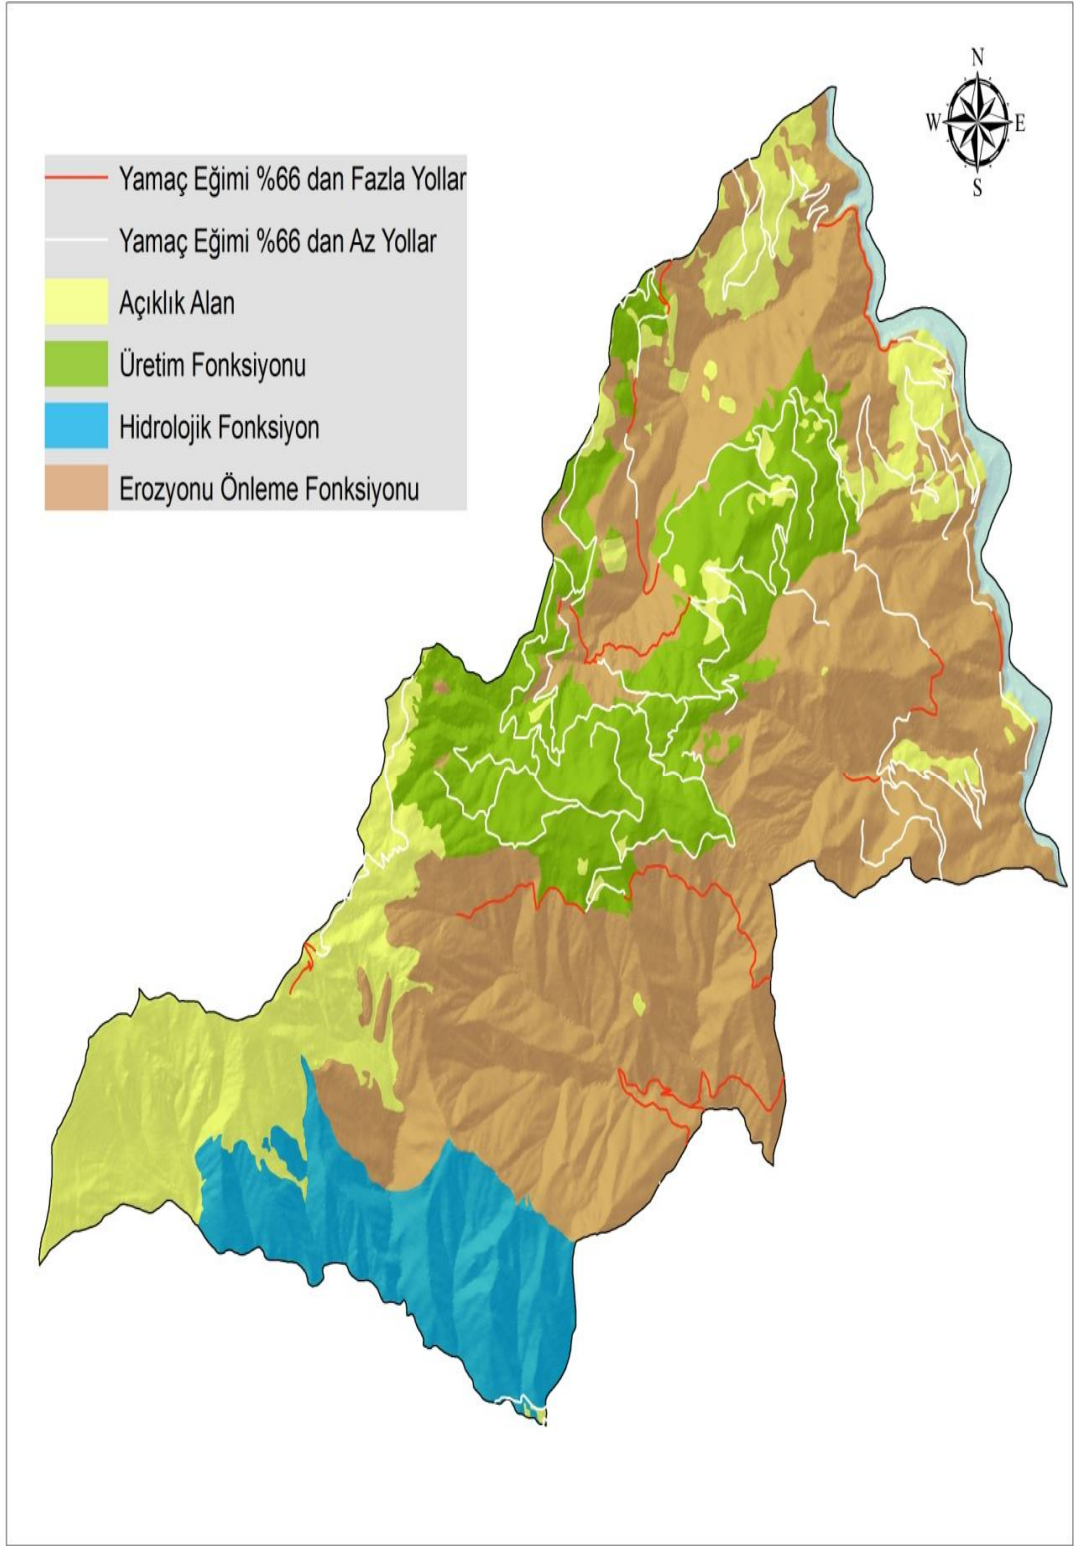 N
W E
S
Yamaç Eğimi %66 dan Fazla Yollar
Yamaç Eğimi %66 dan Az Yollar
Açıklık Alan
Üretim Fonksiyonu
Hidrolojik Fonksiyon
Erozyonu Önleme Fonksiyonu